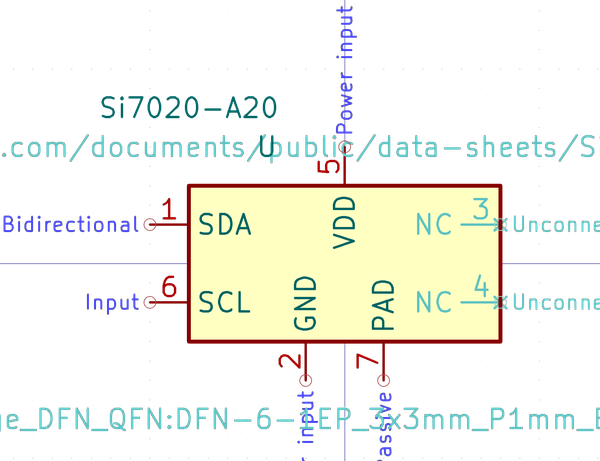 Power input
Si7020-A20
U
.com/documents/public/data-sheets/S
5
Bidirectional
1
SDA
VDD
NC
3
Unconne
Input
6
SCL
GND
PAD
NC
4
Unconne
2
7
ge_DFN_QFN:DFN-6-1EP_3x3mm_P1mm_E
r input
Passive